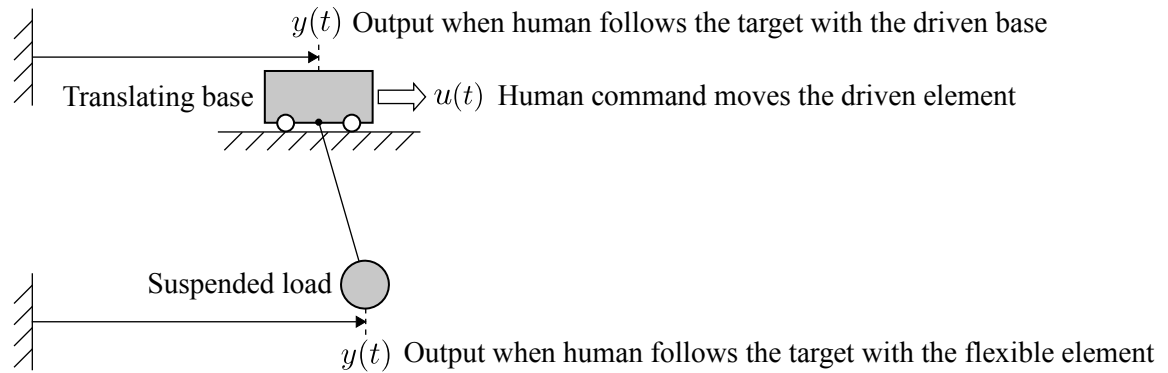 y(t) Output when human follows the target with the driven base
Translating base u(t) Human command moves the driven element
Suspended load
y(t) Output when human follows the target with the flexible element